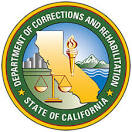 DEPARTMENT OF CORRECTIONS AND REHABILITATION
STATE OF CALIFORNIA